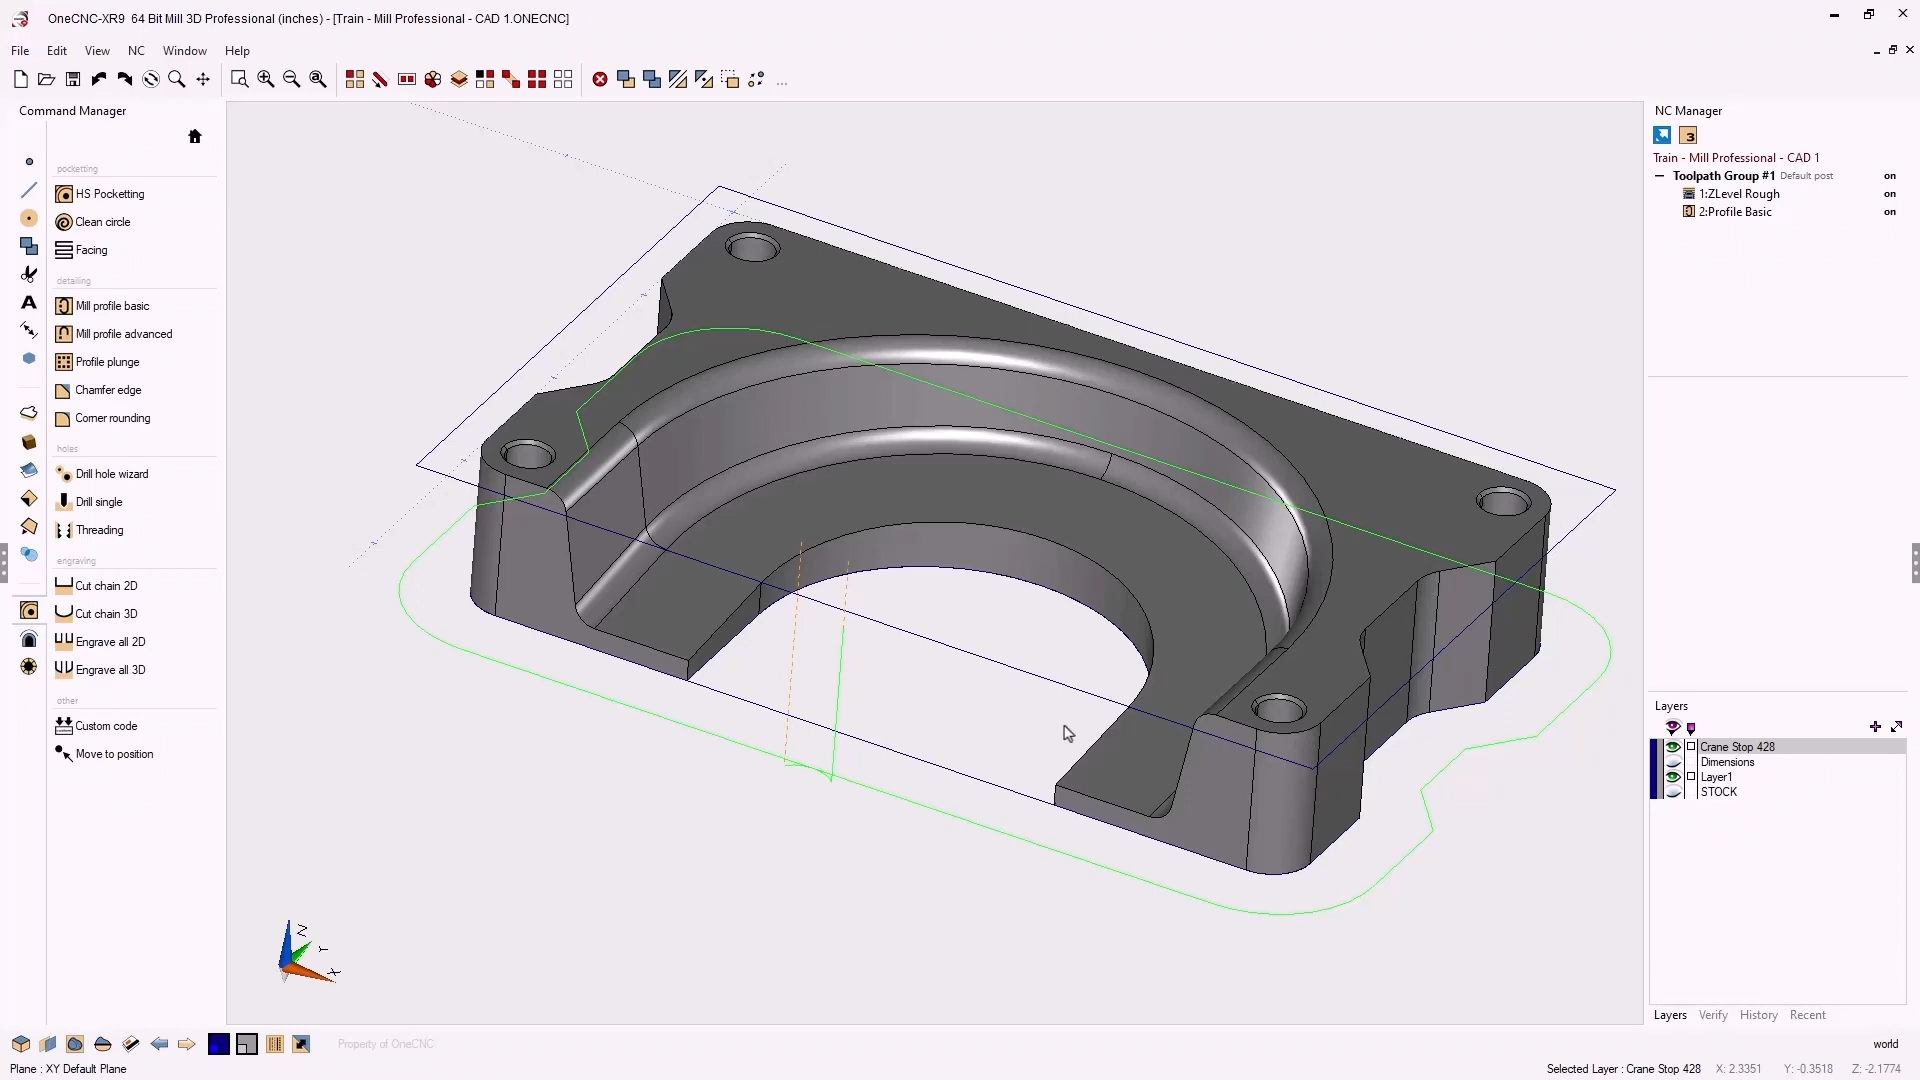 OneCNC-XR9 64 Bit Mill 3D Professional (inches) - [Train - Mill Professional - CAD 1.ONECNC]
File Edit View NC Window Help
Command Manager
pocketting
HS Pocketting
Clean circle
Facing
detailing
Mill profile basic
Mill profile advanced
Profile plunge
Chamfer edge
Corner rounding
holes
Drill hole wizard
Drill single
Threading
engraving
Cut chain 2D
Cut chain 3D
Engrave all 2D
Engrave all 3D
other
Custom code
Move to position
Z
Y
X
NC Manager
3
Train - Mill Professional - CAD 1
Toolpath Group #1 Default post on
1:ZLevel Rough on
2:Profile Basic on
Layers
Crane Stop 428
Dimensions
Layer1
STOCK
Layers Verify History Recent
Property of OneCNC
world
Plane : XY Default Plane
Selected Layer : Crane Stop 428 X: 2.3351 Y: -0.3518 Z: -2.1774